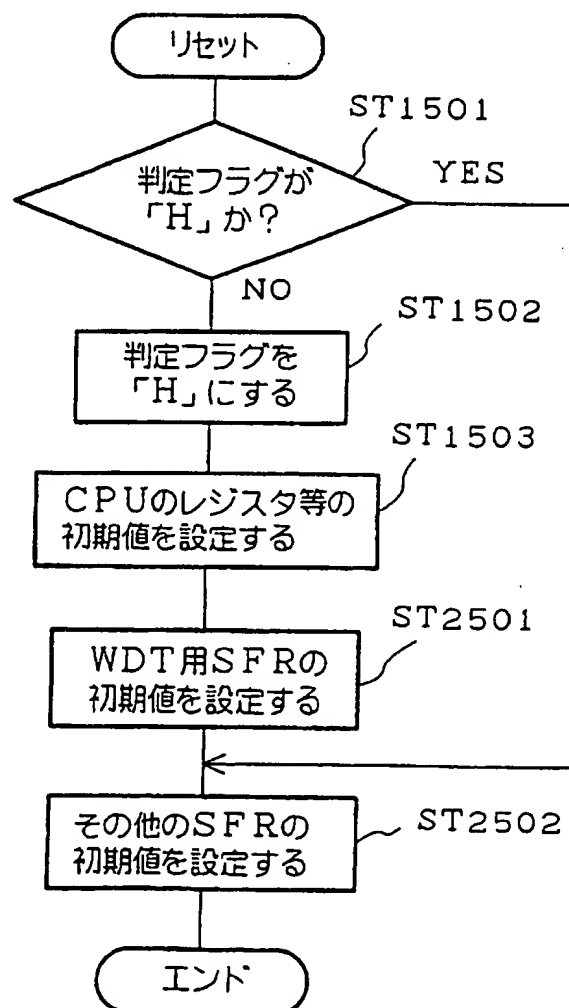 リセット
ST1501
判定フラグが
「H」か?
YES
NO
ST1502
判定フラグを
「H」にする
ST1503
CPUのレジスタ等の
初期値を設定する
ST2501
WDT用SFRの
初期値を設定する
その他のSFRの
初期値を設定する
ST2502
エンド